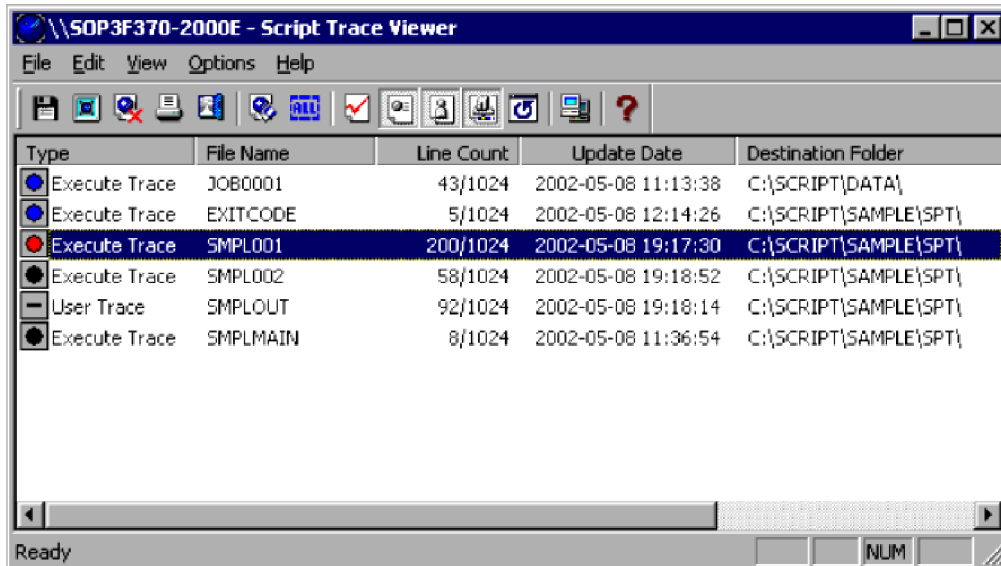 \\SOP3F370-2000E - Script Trace Viewer
File Edit View Options Help
ALL
Type File Name Line Count Update Date Destination Folder
Execute Trace JOB0001 43/1024 2002-05-08 11:13:38 C:\SCRIPT\DATA\
Execute Trace EXITCODE 5/1024 2002-05-08 12:14:26 C:\SCRIPT\SAMPLE\SPT\
Execute Trace SMPL001 200/1024 2002-05-08 19:17:30 C:\SCRIPT\SAMPLE\SPT\
Execute Trace SMPL002 58/1024 2002-05-08 19:18:52 C:\SCRIPT\SAMPLE\SPT\
User Trace SMPLOUT 92/1024 2002-05-08 19:18:14 C:\SCRIPT\SAMPLE\SPT\
Execute Trace SMPLMAIN 8/1024 2002-05-08 11:36:54 C:\SCRIPT\SAMPLE\SPT\
Ready NUM